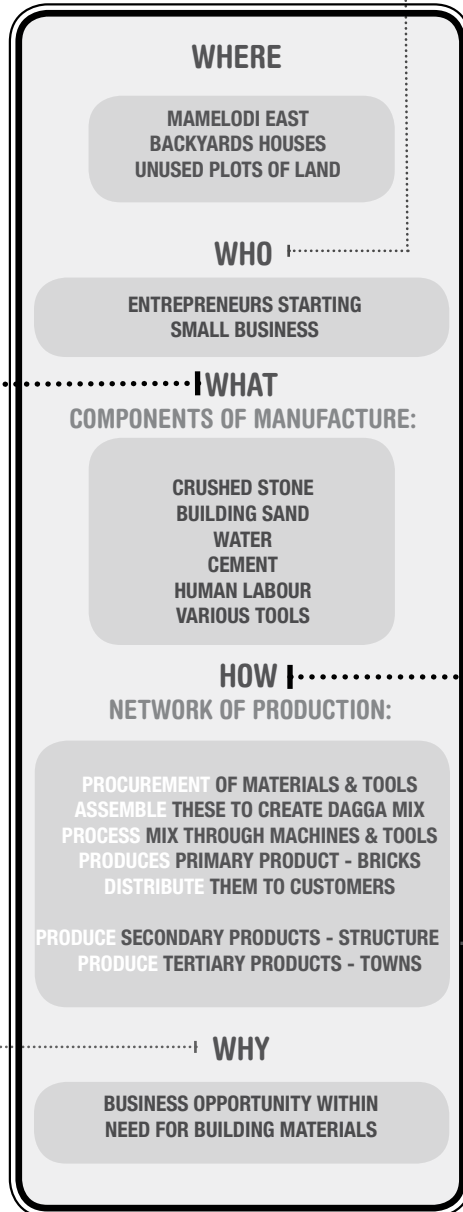 WHERE
MAMELODI EAST
BACKYARDS HOUSES
UNUSED PLOTS OF LAND
WHO
ENTREPRENEURS STARTING
SMALL BUSINESS
WHAT
COMPONENTS OF MANUFACTURE:
CRUSHED STONE
BUILDING SAND
WATER
CEMENT
HUMAN LABOUR
VARIOUS TOOLS
HOW
NETWORK OF PRODUCTION:
PROCUREMENT OF MATERIALS & TOOLS
ASSEMBLE THESE TO CREATE DAGGA MIX
PROCESS MIX THROUGH MACHINES & TOOLS
PRODUCES PRIMARY PRODUCT - BRICKS
DISTRIBUTE THEM TO CUSTOMERS
PRODUCE SECONDARY PRODUCTS - STRUCTURE
PRODUCE TERTIARY PRODUCTS - TOWNS
WHY
BUSINESS OPPORTUNITY WITHIN
NEED FOR BUILDING MATERIALS